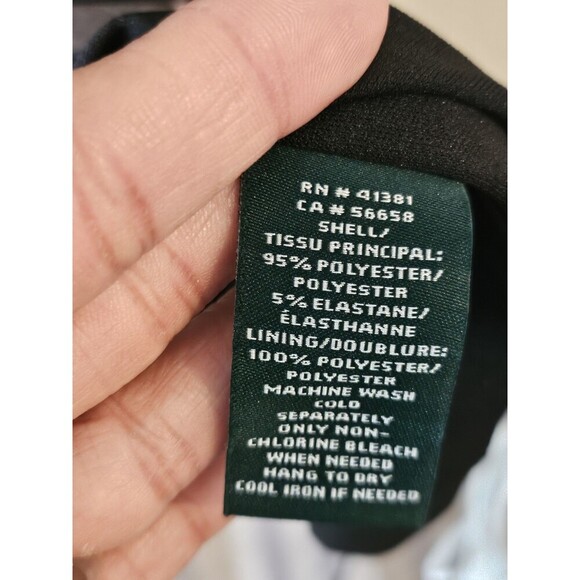 RN # 41381
CA # 56658
SHELL/
TISSU PRINCIPAL:
95% POLYESTER/
POLYESTER
5% ELASTANE/
ÉLASTHANNE
LINING/DOUBLURE:
100% POLYESTER/
POLYESTER
MACHINE WASH
COLD
SEPARATELY
ONLY NON-
CHLORINE BLEACH
WHEN NEEDED
HANG TO DRY
COOL IRON IF NEEDED